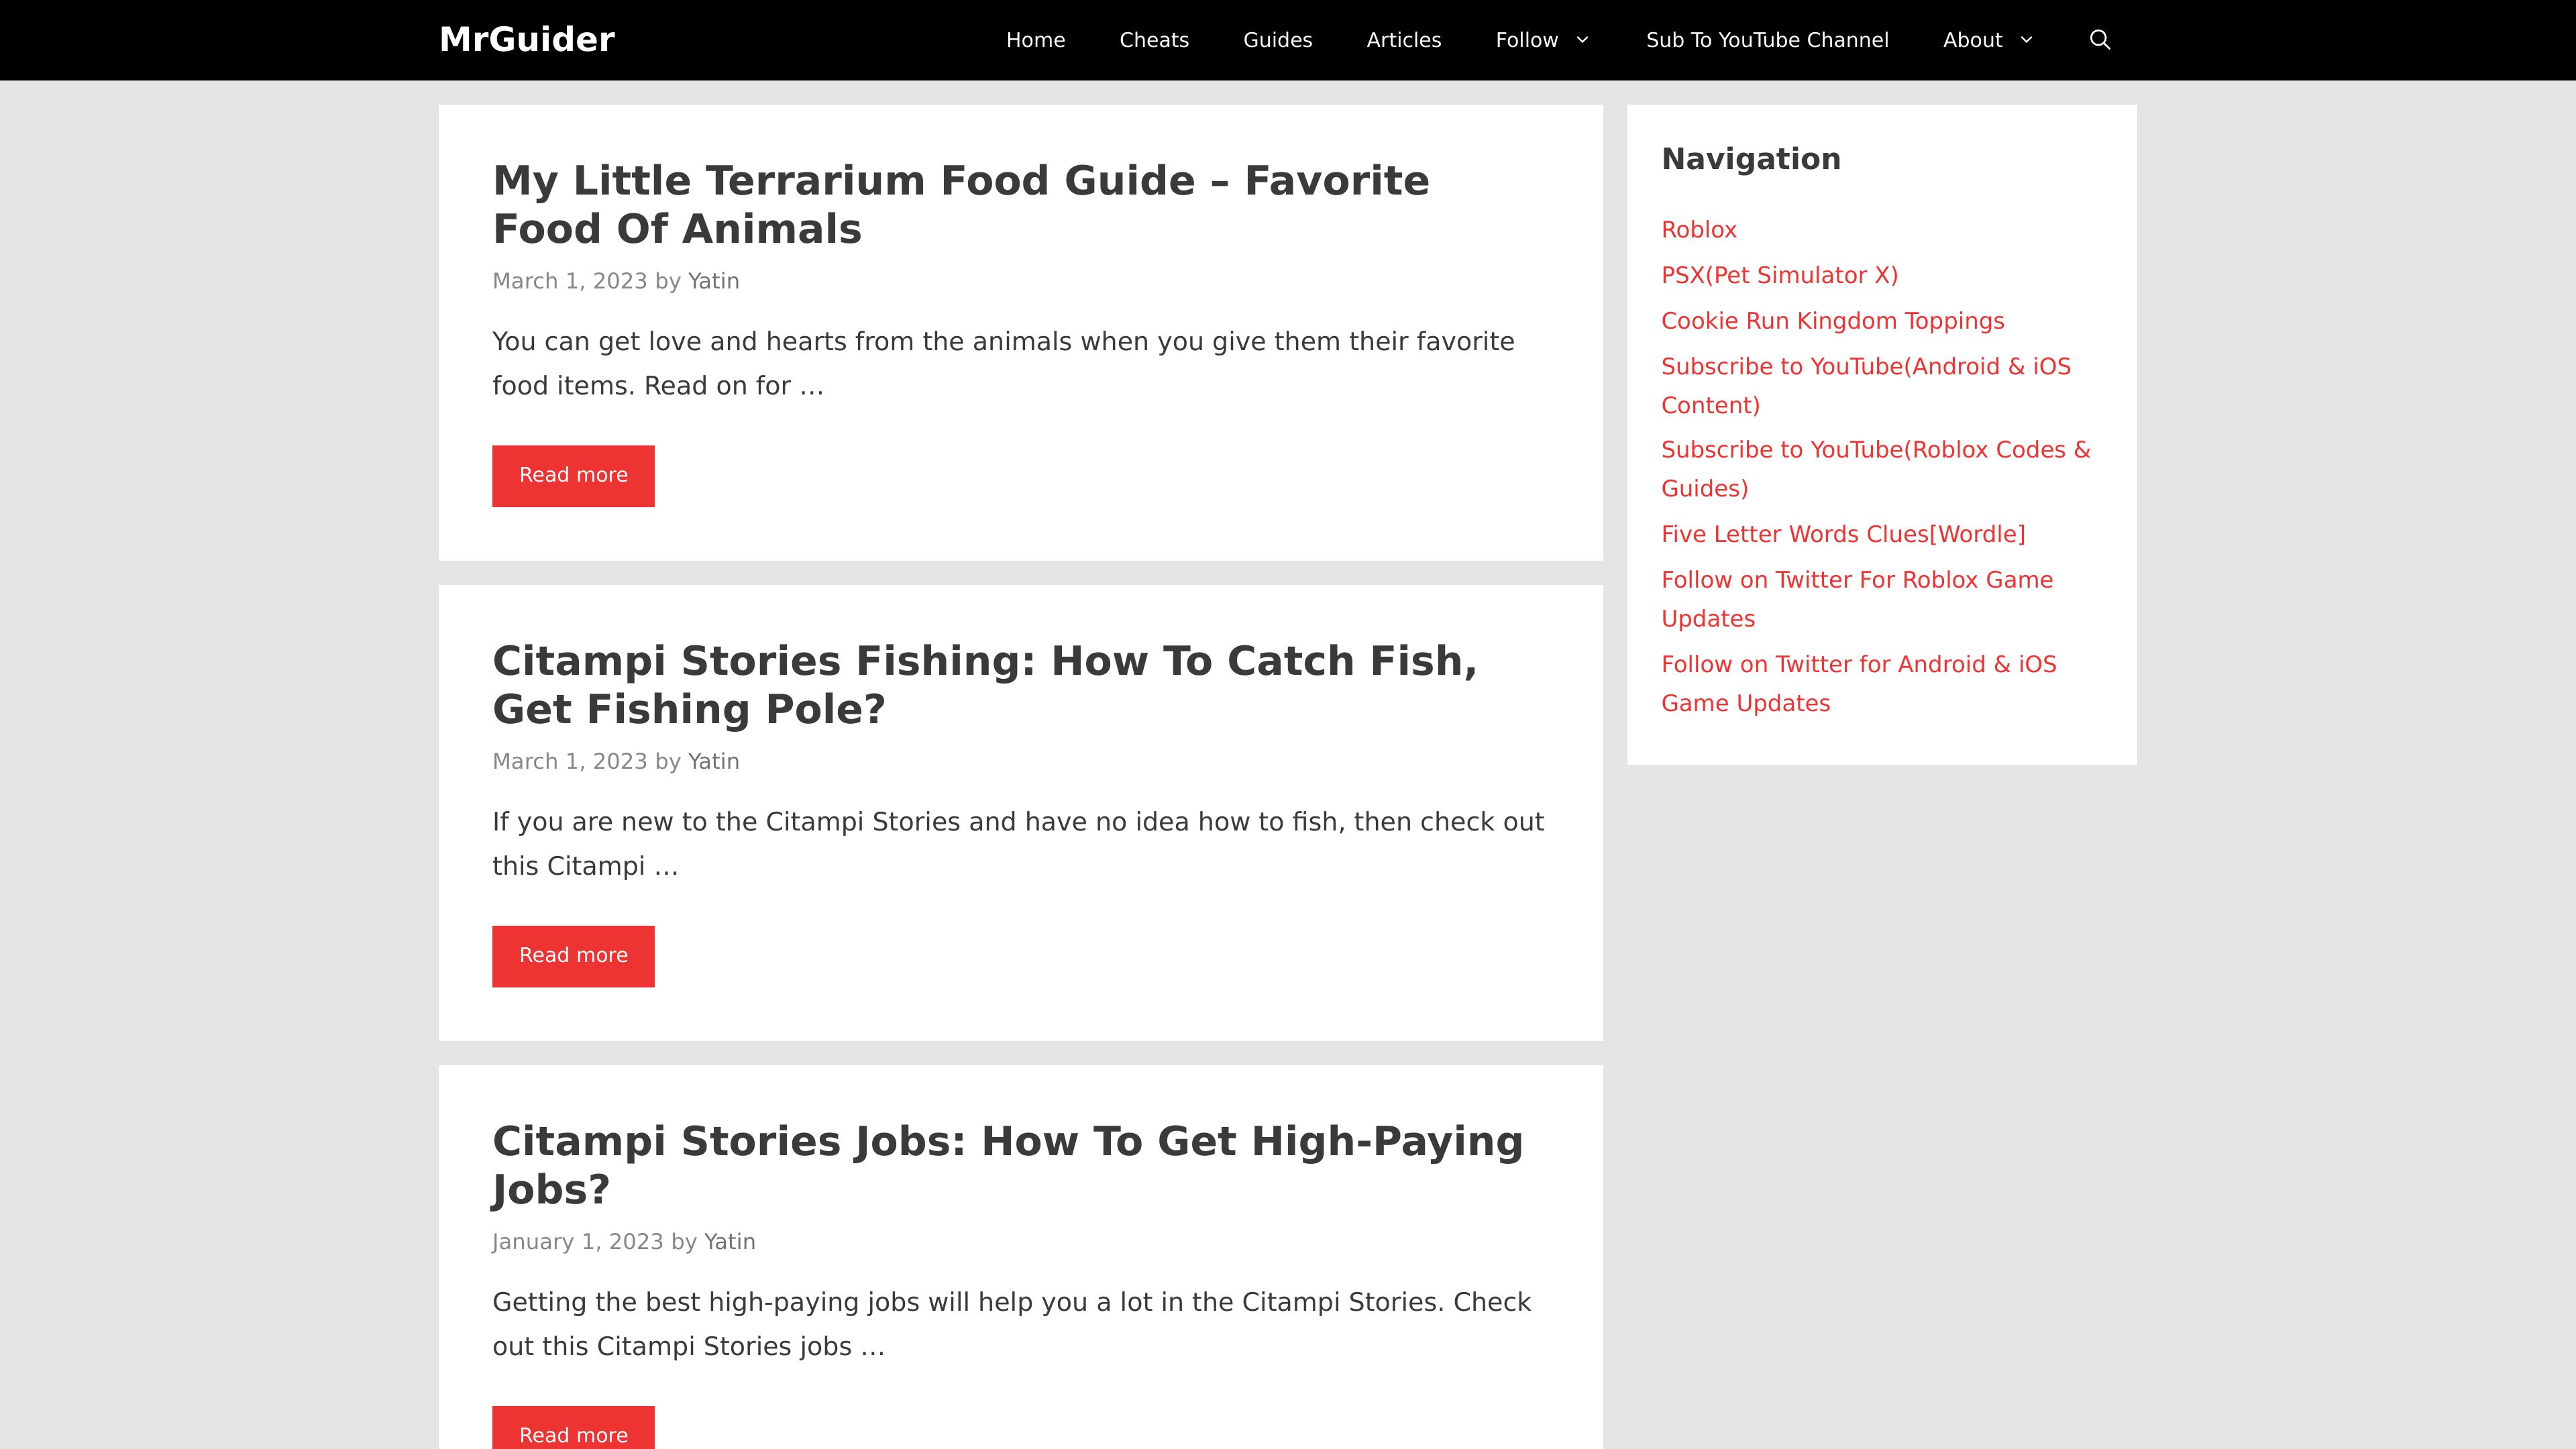 MrGuider
Home
Cheats
Guides
Articles
Follow
Sub To YouTube Channel
About
My Little Terrarium Food Guide – Favorite
Food Of Animals
March 1, 2023 by Yatin
You can get love and hearts from the animals when you give them their favorite
food items. Read on for …
Read more
Citampi Stories Fishing: How To Catch Fish,
Get Fishing Pole?
March 1, 2023 by Yatin
If you are new to the Citampi Stories and have no idea how to fish, then check out
this Citampi …
Read more
Citampi Stories Jobs: How To Get High-Paying
Jobs?
January 1, 2023 by Yatin
Getting the best high-paying jobs will help you a lot in the Citampi Stories. Check
out this Citampi Stories jobs …
Read more
Navigation
Roblox
PSX(Pet Simulator X)
Cookie Run Kingdom Toppings
Subscribe to YouTube(Android & iOS
Content)
Subscribe to YouTube(Roblox Codes &
Guides)
Five Letter Words Clues[Wordle]
Follow on Twitter For Roblox Game
Updates
Follow on Twitter for Android & iOS
Game Updates